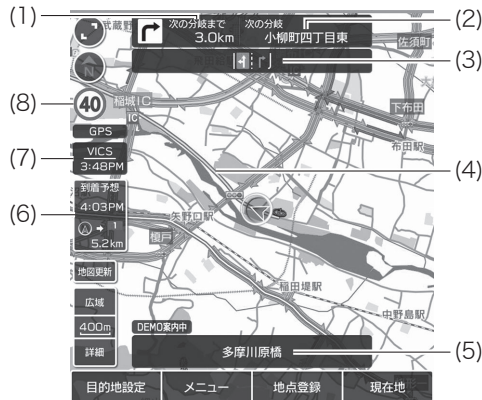 (1)
(2)
(3)
(4)
(5)
(6)
(7)
(8)
武蔵野
次の分岐まで
3.0km
次の分岐
小柳町四丁目東
佐須町
N
40
稲城IC
IC
下布田
布田駅
GPS
VICS
3:48PM
到着予想
4:03PM
A
1
5.2km
矢野口駅
榎戸
地図更新
稲田堤駅
中野島駅
広域
400m
詳細
DEMO案内中
多摩川原橋
目的地設定
メニュー
地点登録
現在地